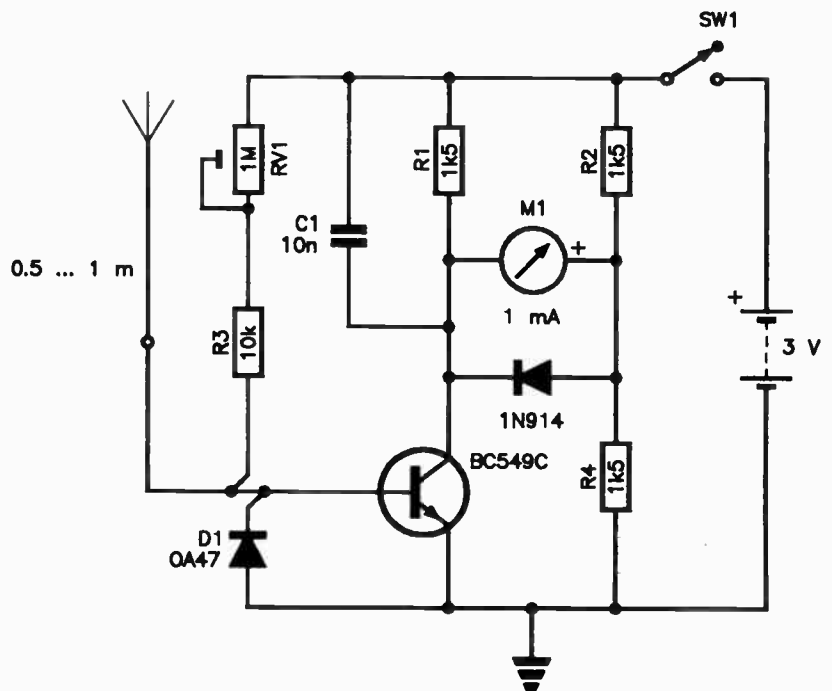 SW1
1M
RV1
R1
1k5
R2
1k5
M1
+
C1
10n
1 mA
0.5 ... 1 m
R3
10k
+
3 V
1N914
BC549C
R4
1k5
D1
OA47